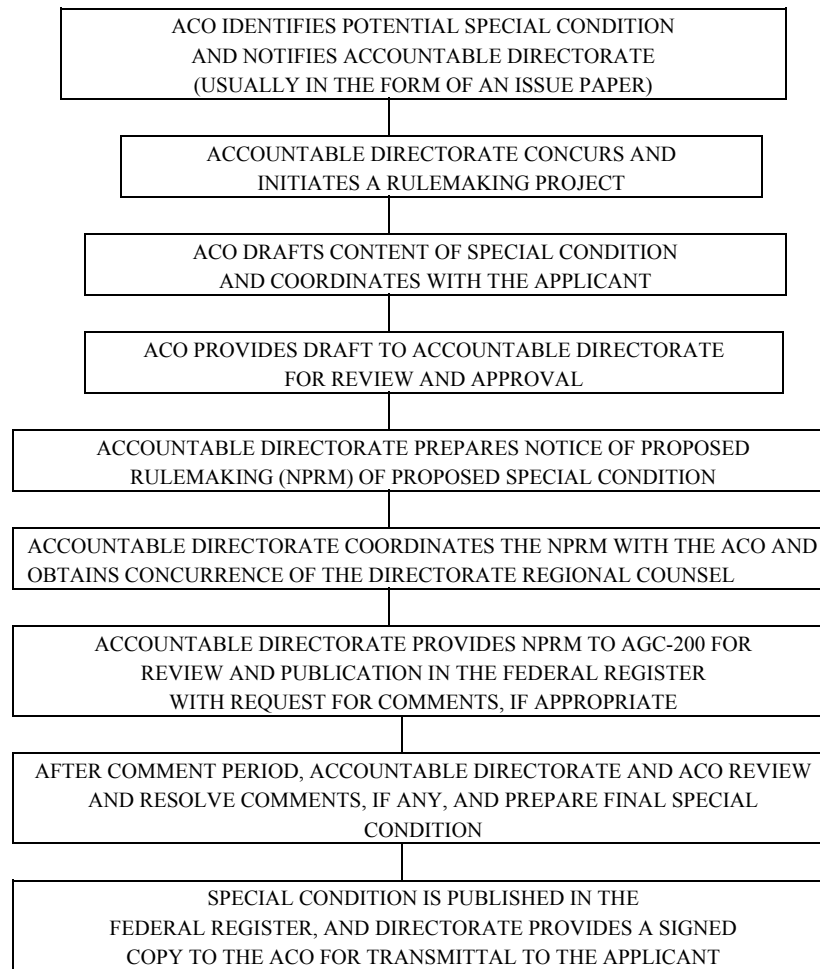 ACO IDENTIFIES POTENTIAL SPECIAL CONDITION
AND NOTIFIES ACCOUNTABLE DIRECTORATE
(USUALLY IN THE FORM OF AN ISSUE PAPER)
ACCOUNTABLE DIRECTORATE CONCURS AND
INITIATES A RULEMAKING PROJECT
ACO DRAFTS CONTENT OF SPECIAL CONDITION
AND COORDINATES WITH THE APPLICANT
ACO PROVIDES DRAFT TO ACCOUNTABLE DIRECTORATE
FOR REVIEW AND APPROVAL
ACCOUNTABLE DIRECTORATE PREPARES NOTICE OF PROPOSED
RULEMAKING (NPRM) OF PROPOSED SPECIAL CONDITION
ACCOUNTABLE DIRECTORATE COORDINATES THE NPRM WITH THE ACO AND
OBTAINS CONCURRENCE OF THE DIRECTORATE REGIONAL COUNSEL
ACCOUNTABLE DIRECTORATE PROVIDES NPRM TO AGC-200 FOR
REVIEW AND PUBLICATION IN THE FEDERAL REGISTER
WITH REQUEST FOR COMMENTS, IF APPROPRIATE
AFTER COMMENT PERIOD, ACCOUNTABLE DIRECTORATE AND ACO REVIEW
AND RESOLVE COMMENTS, IF ANY, AND PREPARE FINAL SPECIAL
CONDITION
SPECIAL CONDITION IS PUBLISHED IN THE
FEDERAL REGISTER, AND DIRECTORATE PROVIDES A SIGNED
COPY TO THE ACO FOR TRANSMITTAL TO THE APPLICANT